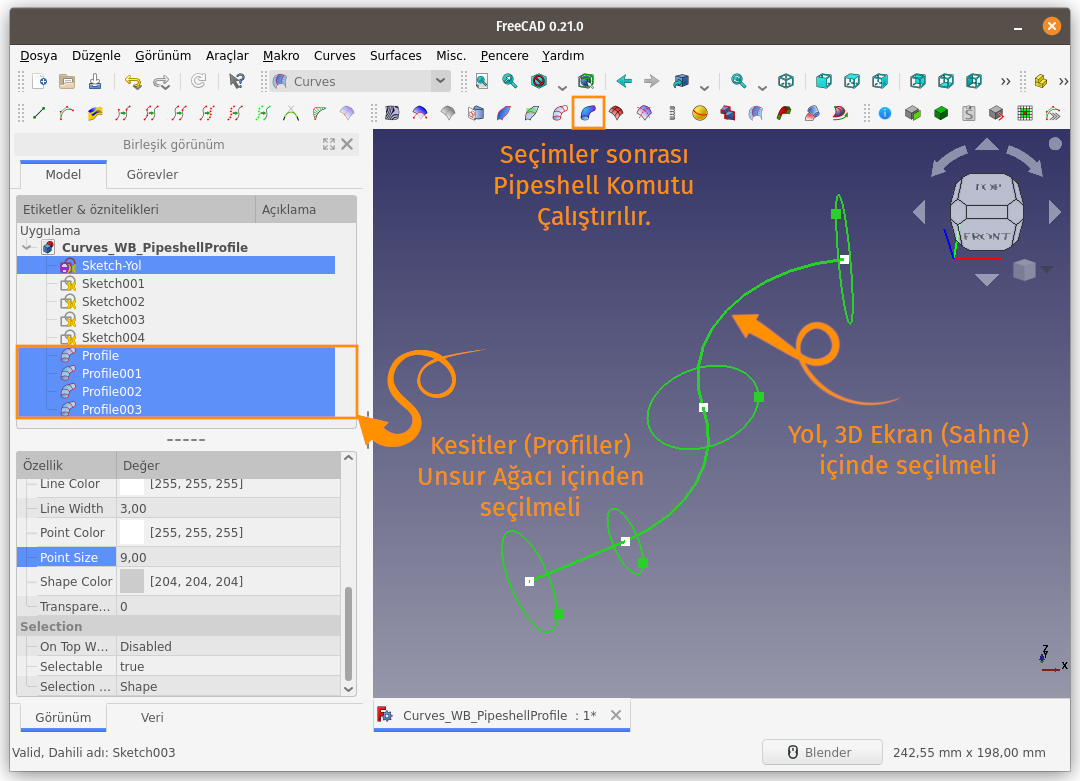 FreeCAD 0.21.0
Dosya Düzenle Görünüm Araçlar Makro Curves Surfaces Misc. Pencere Yardım
Curves
Birleşik görünüm
Model Görevler
Etiketler & öznitelikleri Açıklama
Uygulama
Curves_WB_PipeshellProfile
Sketch-Yol
Sketch001
Sketch002
Sketch003
Sketch004
Profile
Profile001
Profile002
Profile003
Özellik Değer
Line Color [255, 255, 255]
Line Width 3,00
Point Color [255, 255, 255]
Point Size 9,00
Shape Color [204, 204, 204]
Transpare... 0
Selection
On Top W... Disabled
Selectable true
Selection ... Shape
Görünüm Veri
Seçimler sonrası
Pipeshell Komutu
Çalıştırılır.
TOP
FRONT
Kesitler (Profiller)
Unsur Ağacı içinden
seçilmeli
Yol, 3D Ekran (Sahne)
içinde seçilmeli
Z
Y
X
Curves_WB_PipeshellProfile : 1*
Valid, Dahili adı: Sketch003
Blender
242,55 mm x 198,00 mm